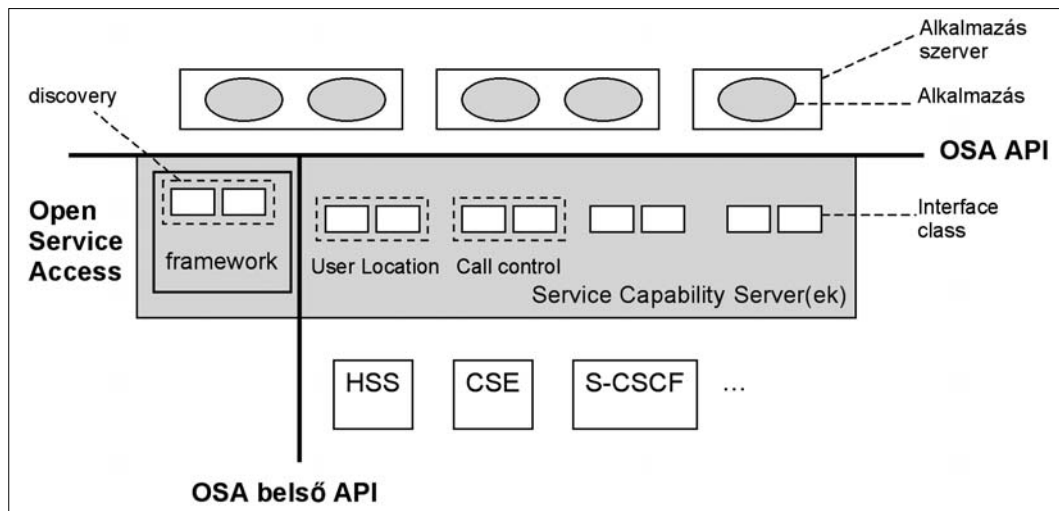 Alkalmazás
szerver
discovery
Alkalmazás
OSA API
Open
Service
Access
framework
User Location
Call control
Interface
class
Service Capability Server(ek)
HSS
CSE
S-CSCF
...
OSA belső API